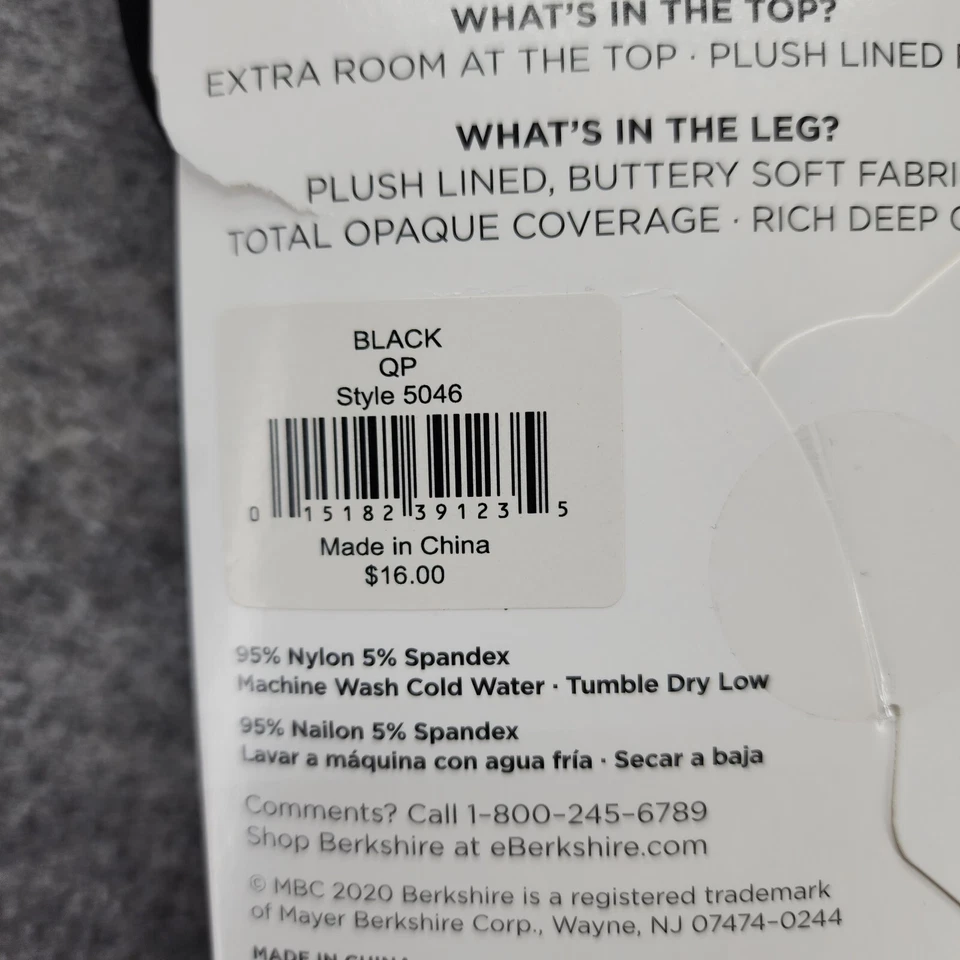 WHAT'S IN THE TOP?
EXTRA ROOM AT THE TOP · PLUSH LINED
WHAT'S IN THE LEG?
PLUSH LINED, BUTTERY SOFT FABRI
TOTAL OPAQUE COVERAGE · RICH DEEP
BLACK
QP
Style 5046
0 15182 39123 5
Made in China
$16.00
95% Nylon 5% Spandex
Machine Wash Cold Water · Tumble Dry Low
95% Nailon 5% Spandex
Lavar a máquina con agua fría · Secar a baja
Comments? Call 1-800-245-6789
Shop Berkshire at eBerkshire.com
© MBC 2020 Berkshire is a registered trademark
of Mayer Berkshire Corp., Wayne, NJ 07474-0244
MADE IN CHINA